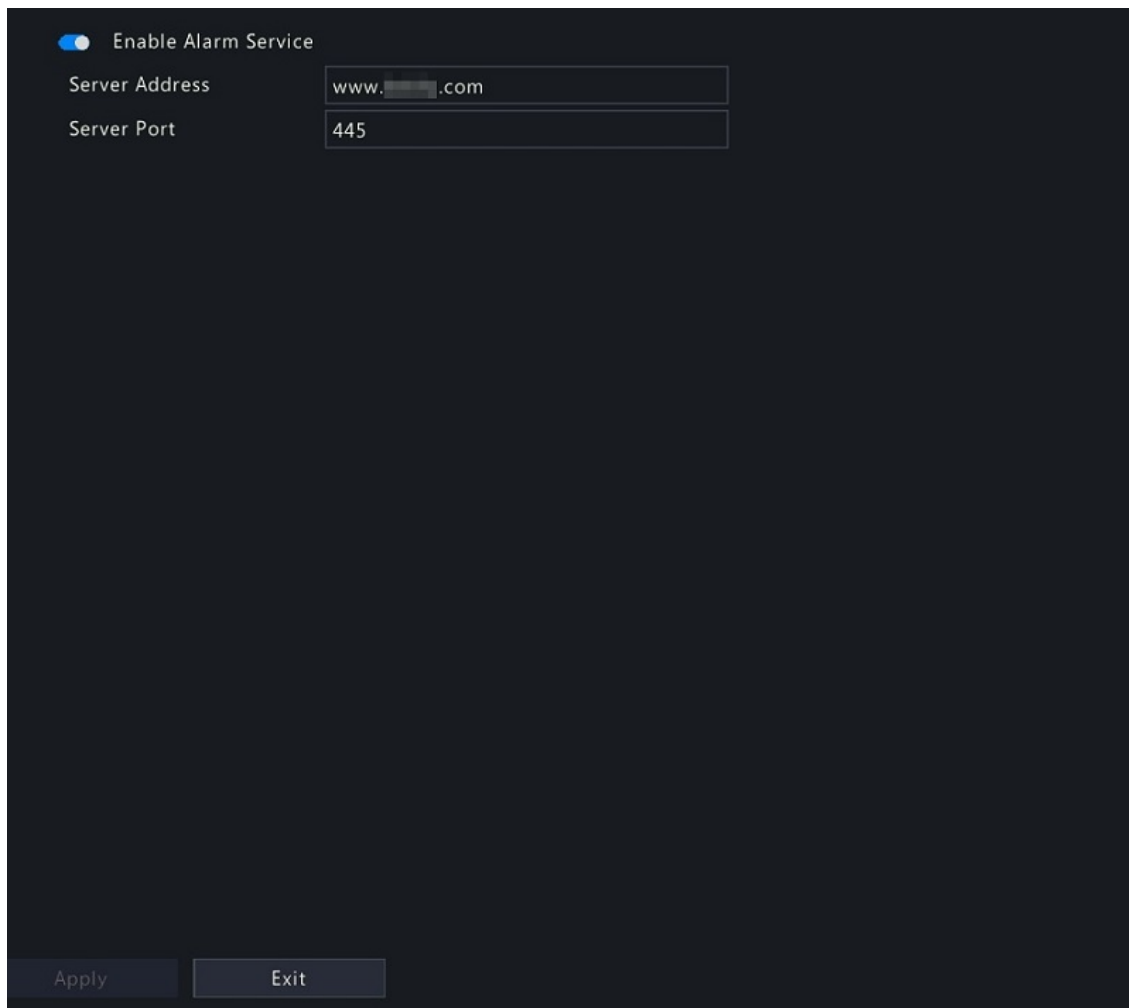 Enable Alarm Service
Server Address www. .com
Server Port 445
Apply Exit